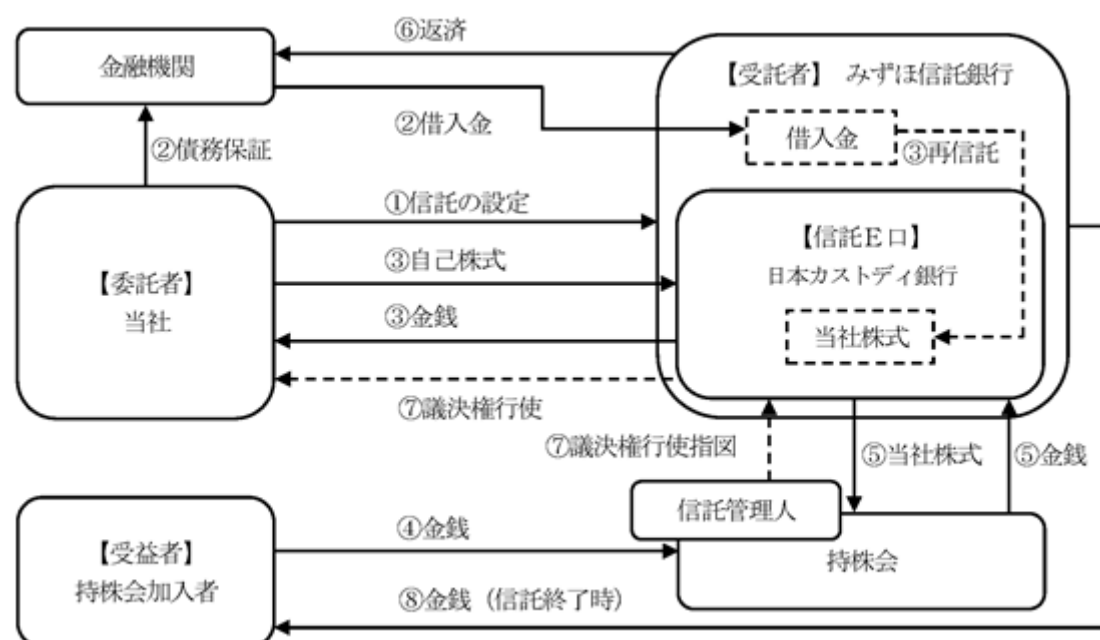 ⑥返済
金融機関
【受託者】 みずほ信託銀行
②借入金
借入金
③再信託
②債務保証
①信託の設定
【信託E口】
日本カストディ銀行
③自己株式
【委託者】
当社
③金銭
当社株式
⑦議決権行使
⑦議決権行使指図
⑤当社株式
⑤金銭
信託管理人
④金銭
【受益者】
持株会加入者
持株会
⑧金銭（信託終了時）